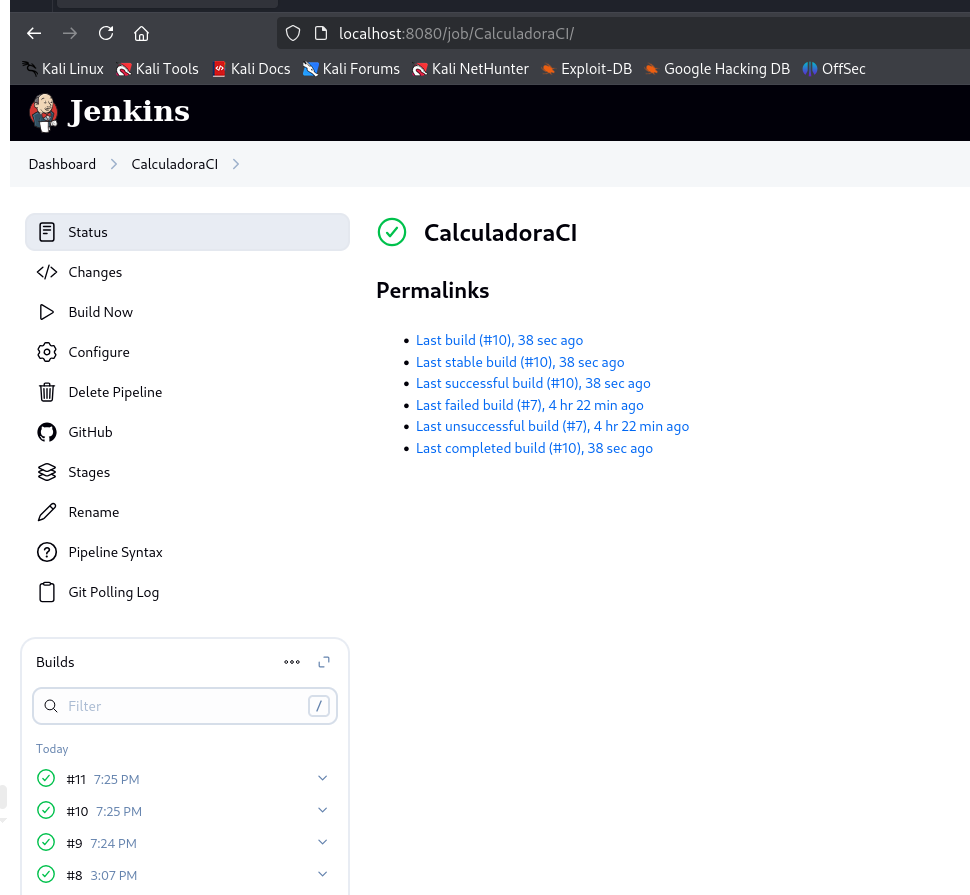 localhost:8080/job/CalculadoraCI/
Kali Linux Kali Tools Kali Docs Kali Forums Kali NetHunter Exploit-DB Google Hacking DB OffSec
Jenkins
Dashboard CalculadoraCI
Status
Changes
Build Now
Configure
Delete Pipeline
GitHub
Stages
Rename
Pipeline Syntax
Git Polling Log
CalculadoraCI
Permalinks
Last build (#10), 38 sec ago
Last stable build (#10), 38 sec ago
Last successful build (#10), 38 sec ago
Last failed build (#7), 4 hr 22 min ago
Last unsuccessful build (#7), 4 hr 22 min ago
Last completed build (#10), 38 sec ago
Builds
Filter /
Today
#11 7:25 PM
#10 7:25 PM
#9 7:24 PM
#8 3:07 PM